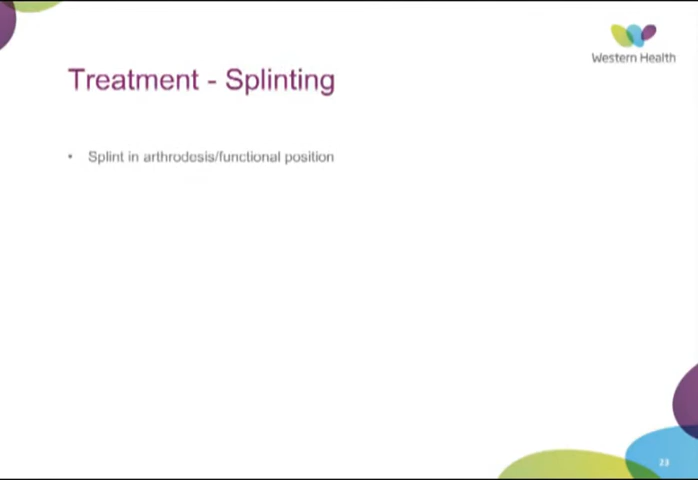 Western Health
Treatment - Splinting
• Splint in arthrodesis/functional position
23